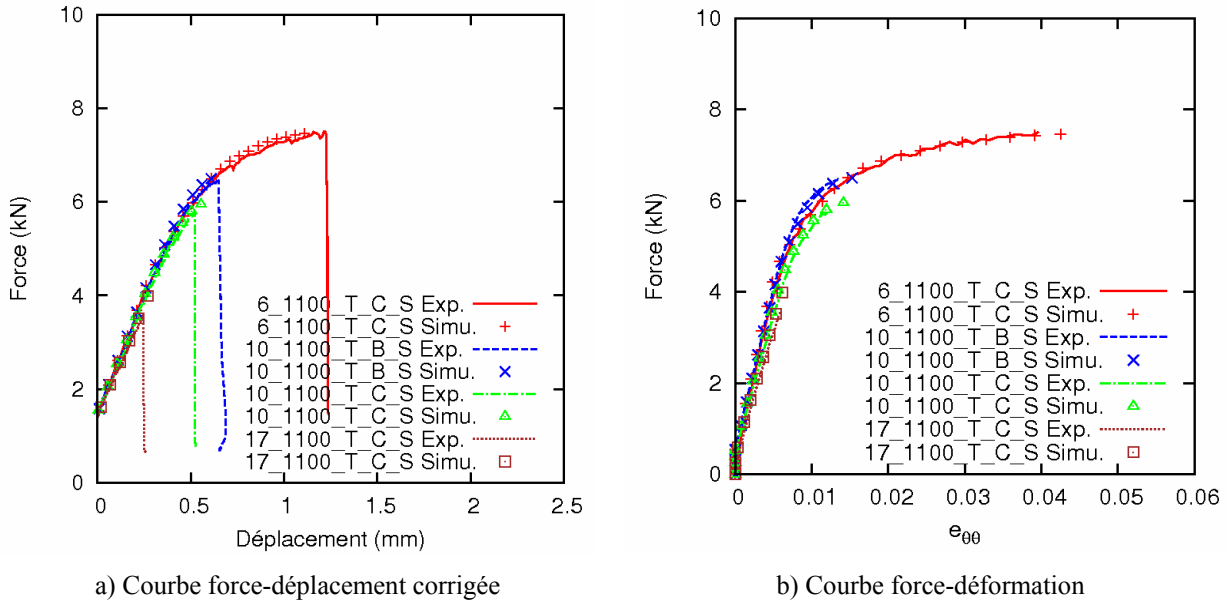 10
8
6
4
2
0
Force (kN)
6_1100_T_C_S Exp.
6_1100_T_C_S Simu.
10_1100_T_B_S Exp.
10_1100_T_B_S Simu.
10_1100_T_C_S Exp.
10_1100_T_C_S Simu.
17_1100_T_C_S Exp.
17_1100_T_C_S Simu.
0 0.5 1 1.5 2 2.5
Déplacement (mm)
a) Courbe force-déplacement corrigée
10
8
6
4
2
0
Force (kN)
6_1100_T_C_S Exp.
6_1100_T_C_S Simu.
10_1100_T_B_S Exp.
10_1100_T_B_S Simu.
10_1100_T_C_S Exp.
10_1100_T_C_S Simu.
17_1100_T_C_S Exp.
17_1100_T_C_S Simu.
0 0.01 0.02 0.03 0.04 0.05 0.06
e_θθ
b) Courbe force-déformation